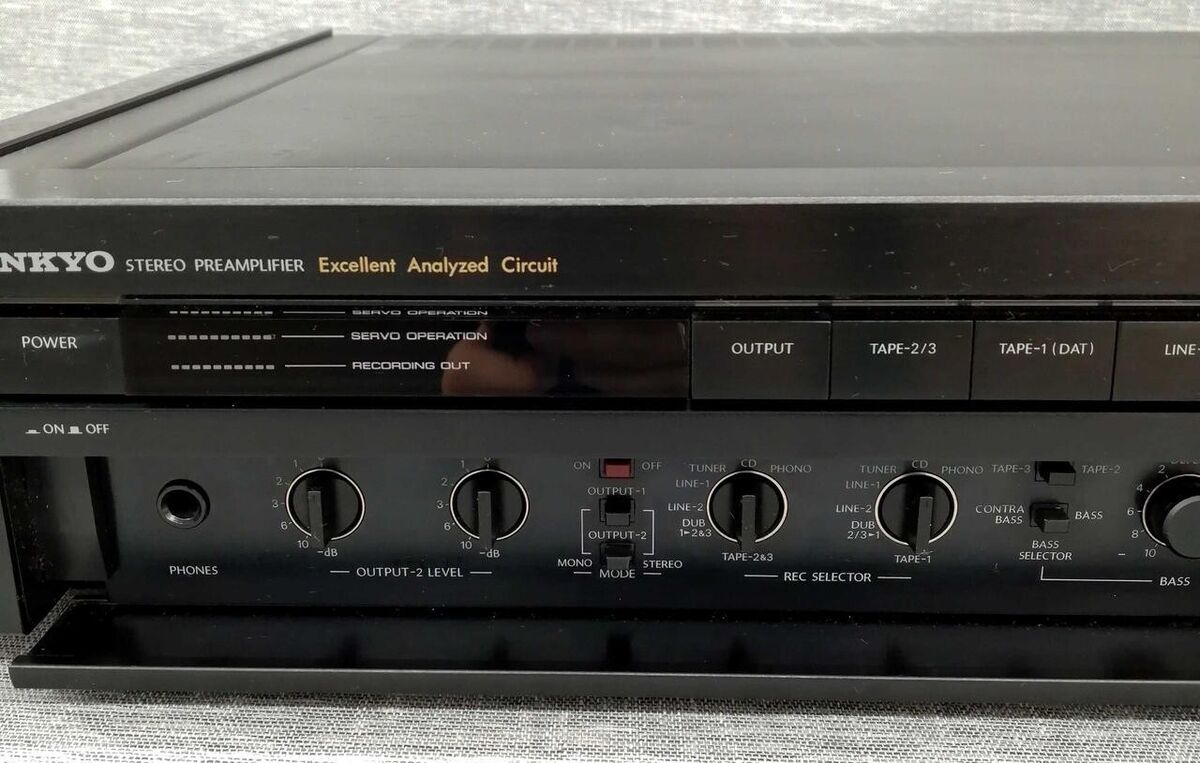 NKYO STEREO PREAMPLIFIER Excellent Analyzed Circuit
SERVO OPERATION
POWER
SERVO OPERATION
RECORDING OUT
OUTPUT
TAPE-2/3
TAPE-1 (DAT)
LINE-
ON OFF
PHONES
1
2
3
6
10
-dB
1
2
3
6
10
-dB
OUTPUT-2 LEVEL
ON OFF
OUTPUT-1
OUTPUT-2
MONO STEREO
MODE
TUNER CD PHONO
LINE-1
LINE-2
DUB
1▸2&3
TAPE-2&3
TUNER CD PHONO
LINE-1
LINE-2
DUB
2/3▸1
TAPE-1
REC SELECTOR
TAPE-3 TAPE-2
CONTRA BASS
BASS
BASS
SELECTOR
2
4
6
8
10
-
BASS